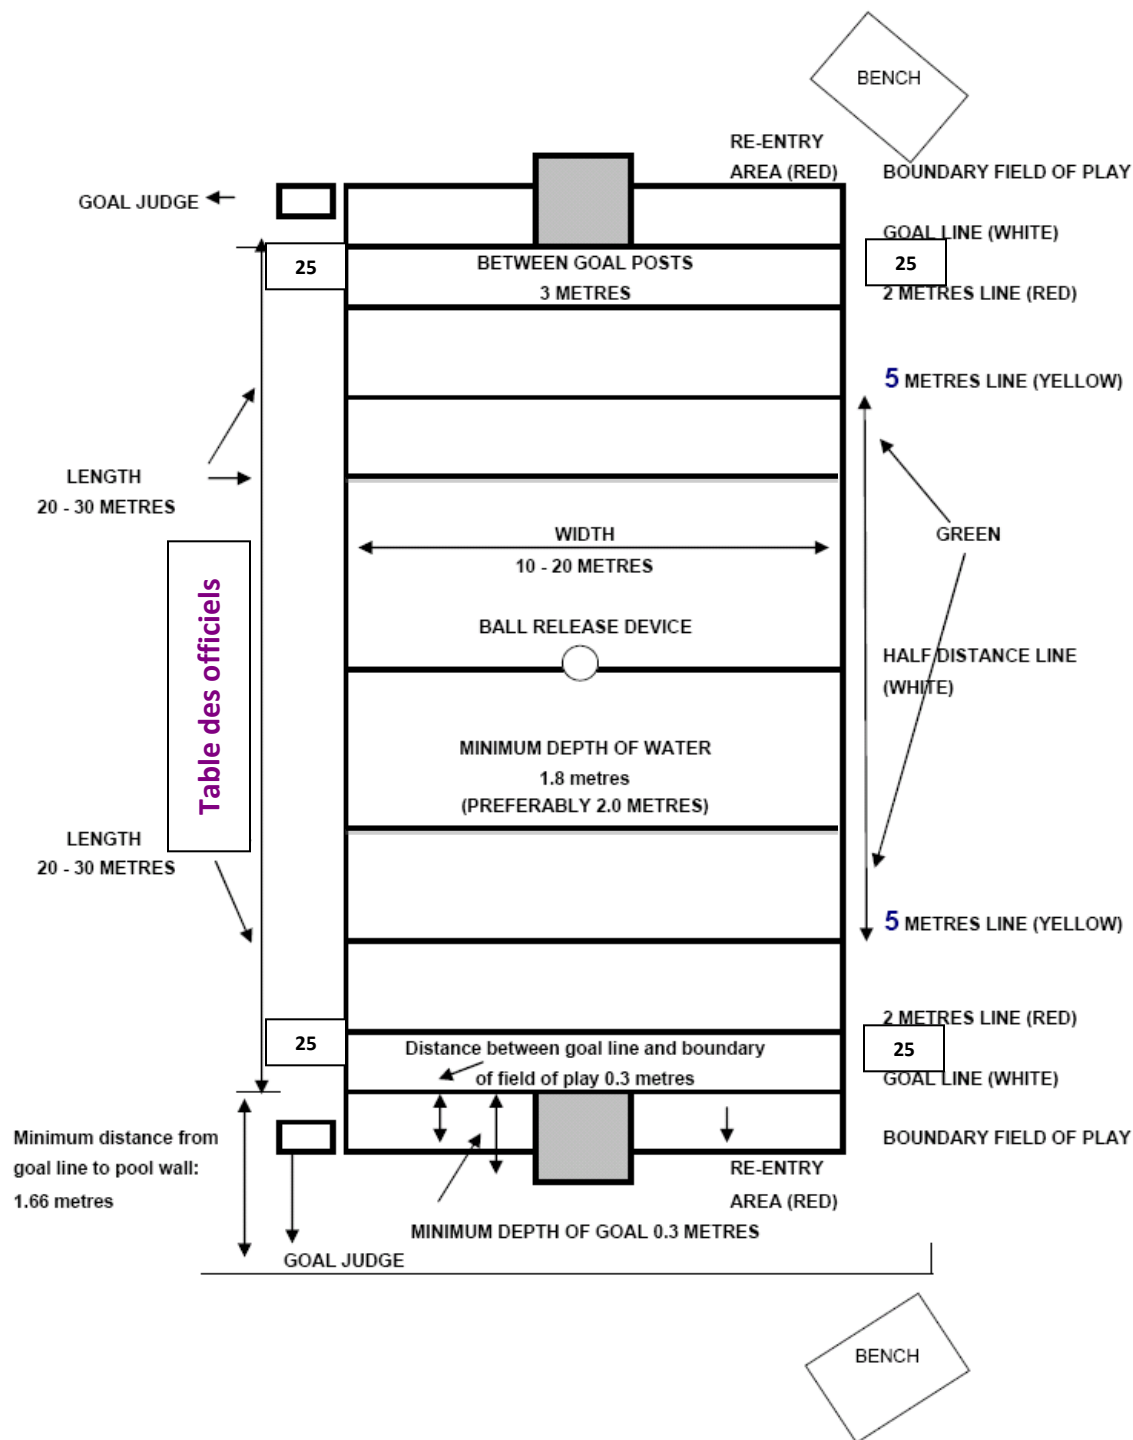 BENCH
RE-ENTRY
AREA (RED)
BOUNDARY FIELD OF PLAY
GOAL JUDGE
GOAL LINE (WHITE)
25
BETWEEN GOAL POSTS
25
3 METRES
2 METRES LINE (RED)
5 METRES LINE (YELLOW)
LENGTH
20 - 30 METRES
WIDTH
10 - 20 METRES
GREEN
Table des officiels
BALL RELEASE DEVICE
HALF DISTANCE LINE
(WHITE)
MINIMUM DEPTH OF WATER
1.8 metres
(PREFERABLY 2.0 METRES)
LENGTH
20 - 30 METRES
5 METRES LINE (YELLOW)
2 METRES LINE (RED)
25
Distance between goal line and boundary
of field of play 0.3 metres
25
GOAL LINE (WHITE)
Minimum distance from
goal line to pool wall:
1.66 metres
BOUNDARY FIELD OF PLAY
RE-ENTRY
AREA (RED)
MINIMUM DEPTH OF GOAL 0.3 METRES
GOAL JUDGE
BENCH